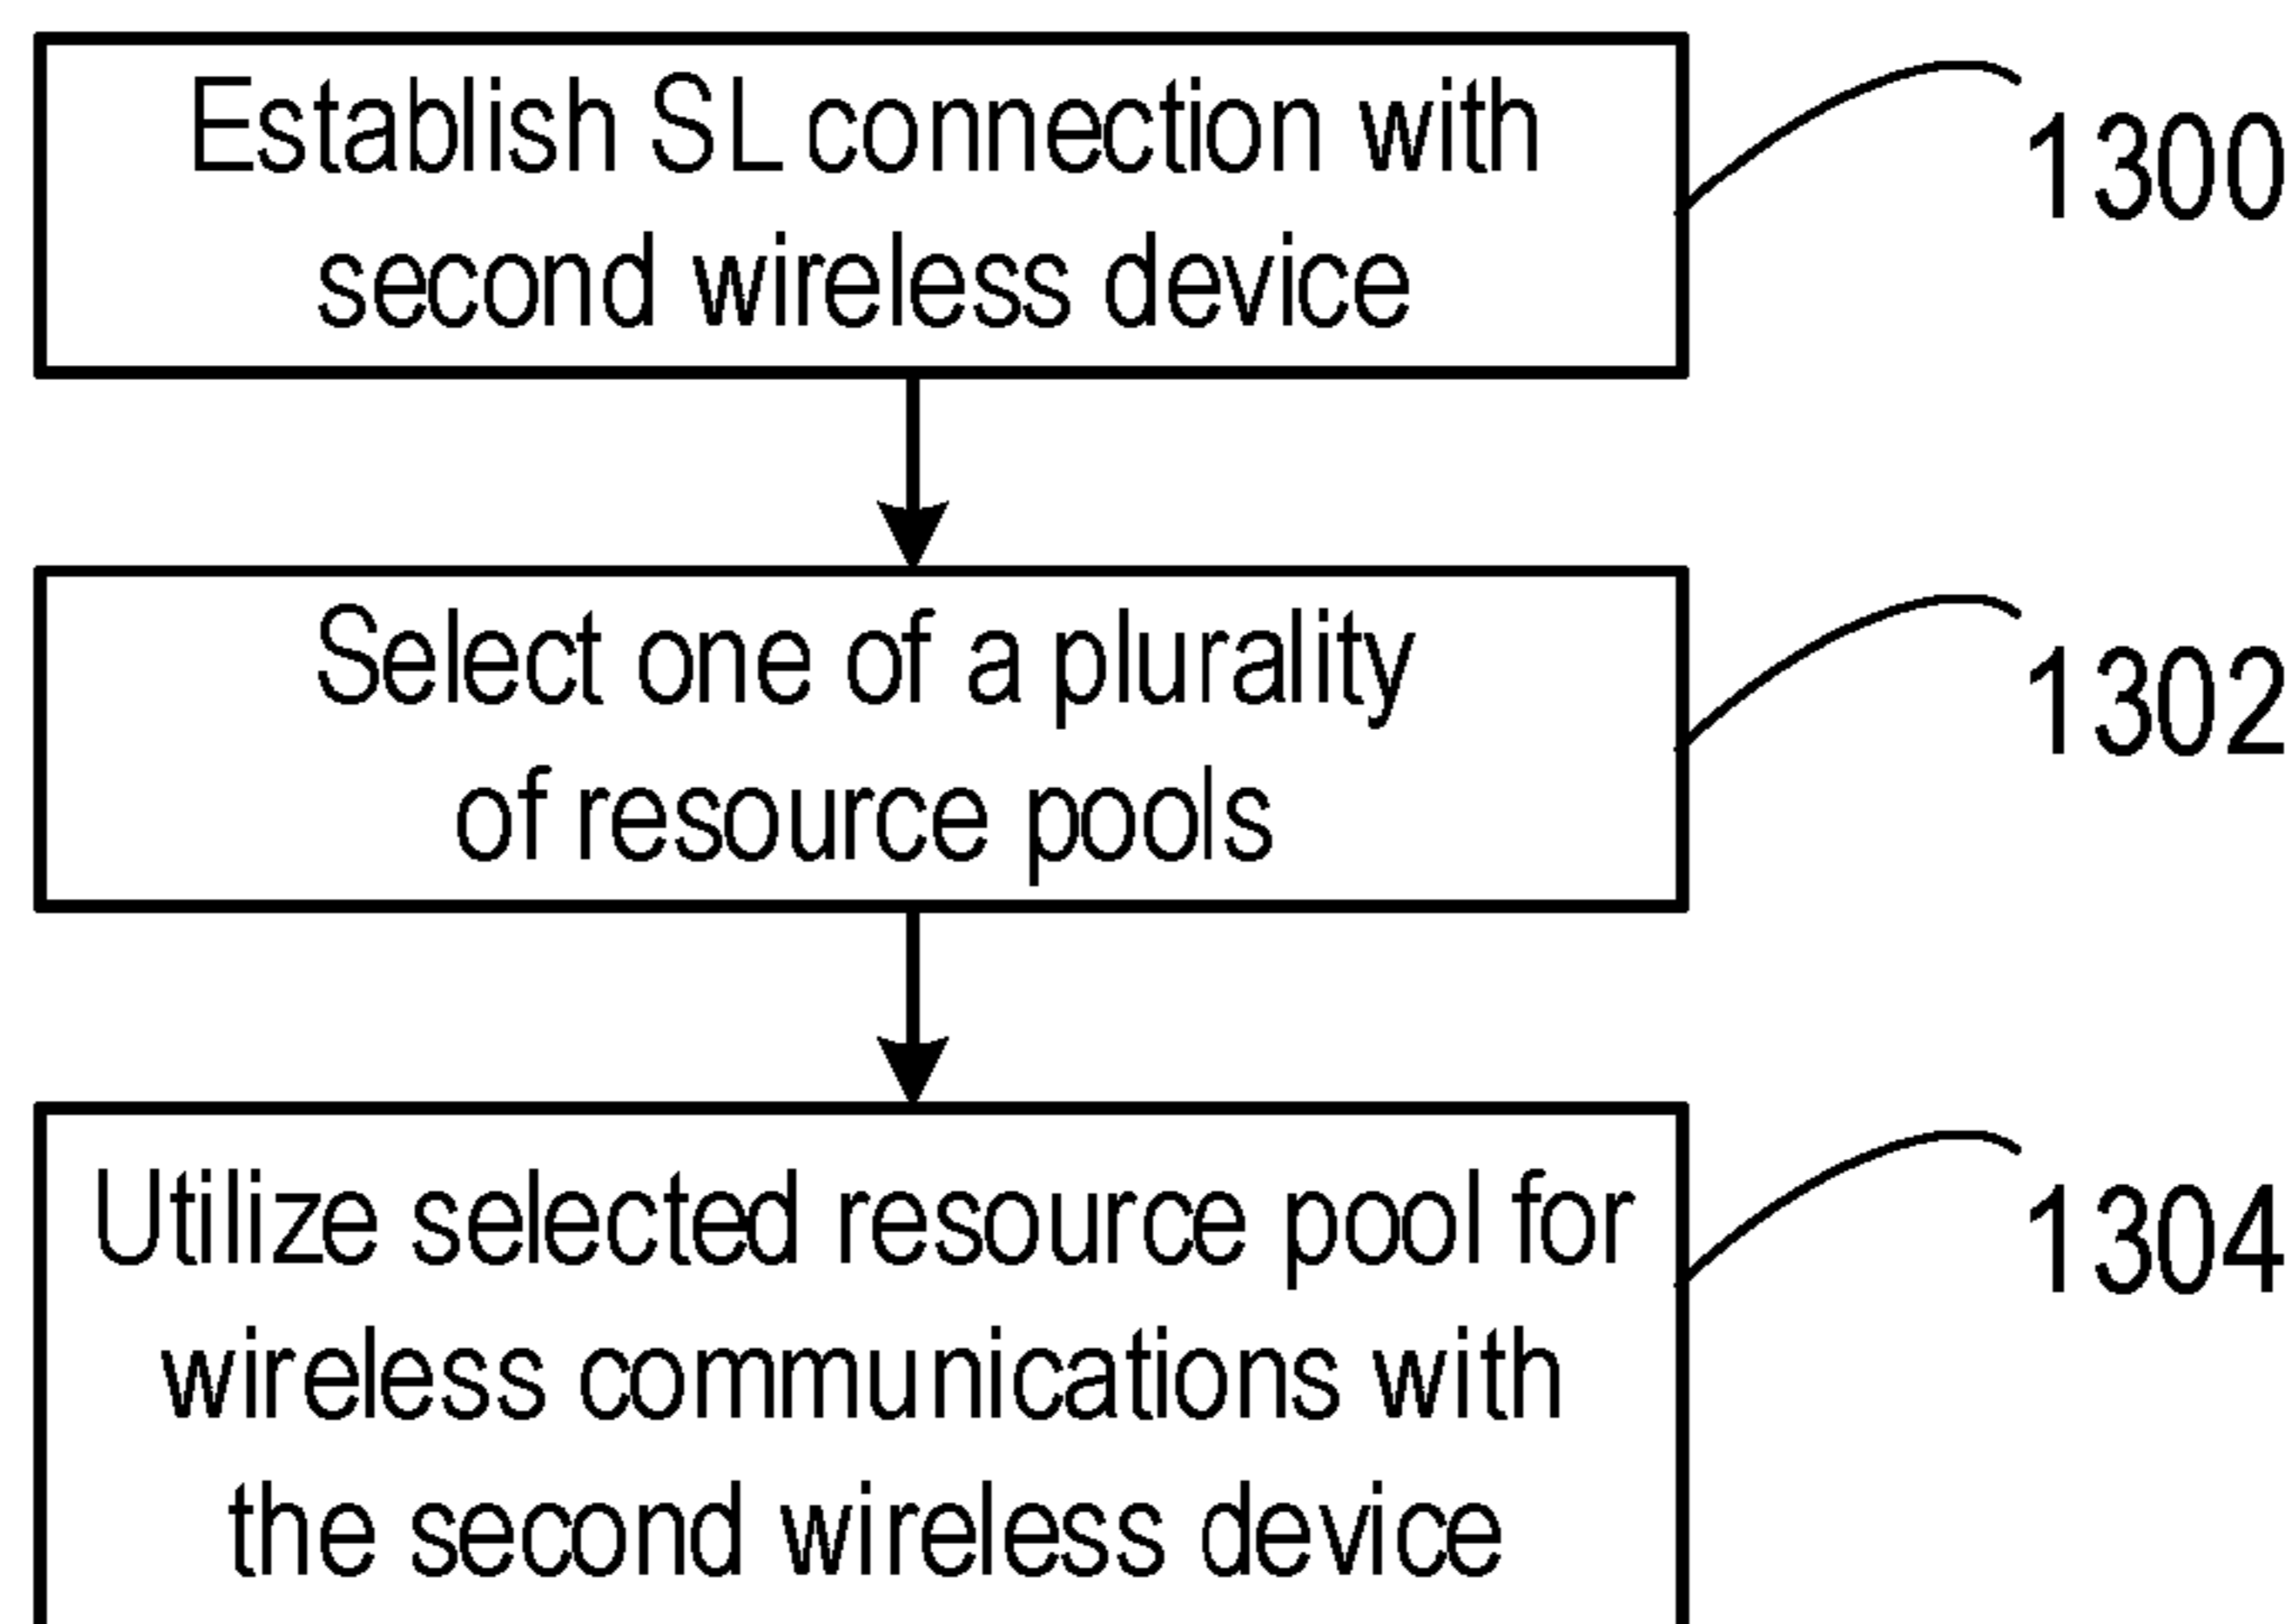 Establish SL connection with
second wireless device
1300
Select one of a plurality
of resource pools
1302
Utilize selected resource pool for
wireless communications with
the second wireless device
1304